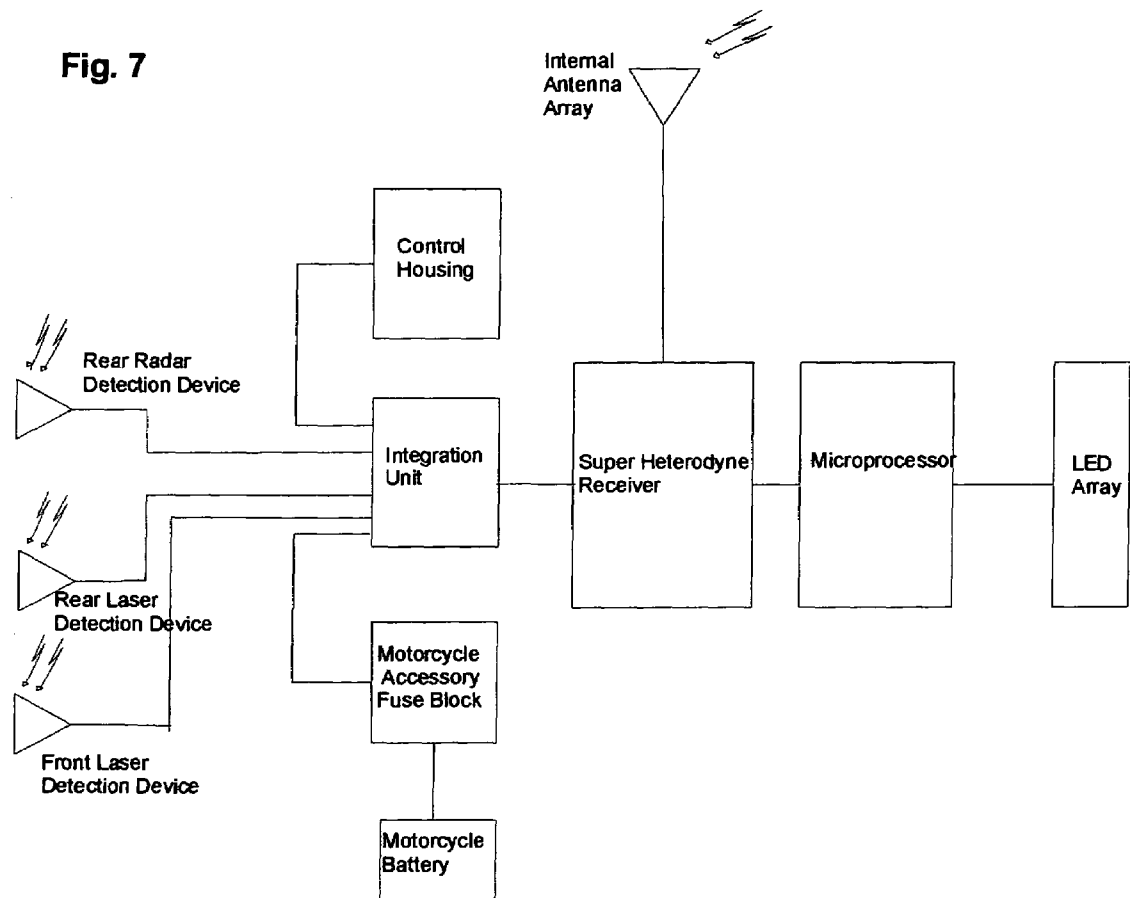 Fig. 7
Internal
Antenna
Array
Control
Housing
Rear Radar
Detection Device
Integration
Unit
Super Heterodyne
Receiver
Microprocessor
LED
Array
Rear Laser
Detection Device
Motorcycle
Accessory
Fuse Block
Front Laser
Detection Device
Motorcycle
Battery